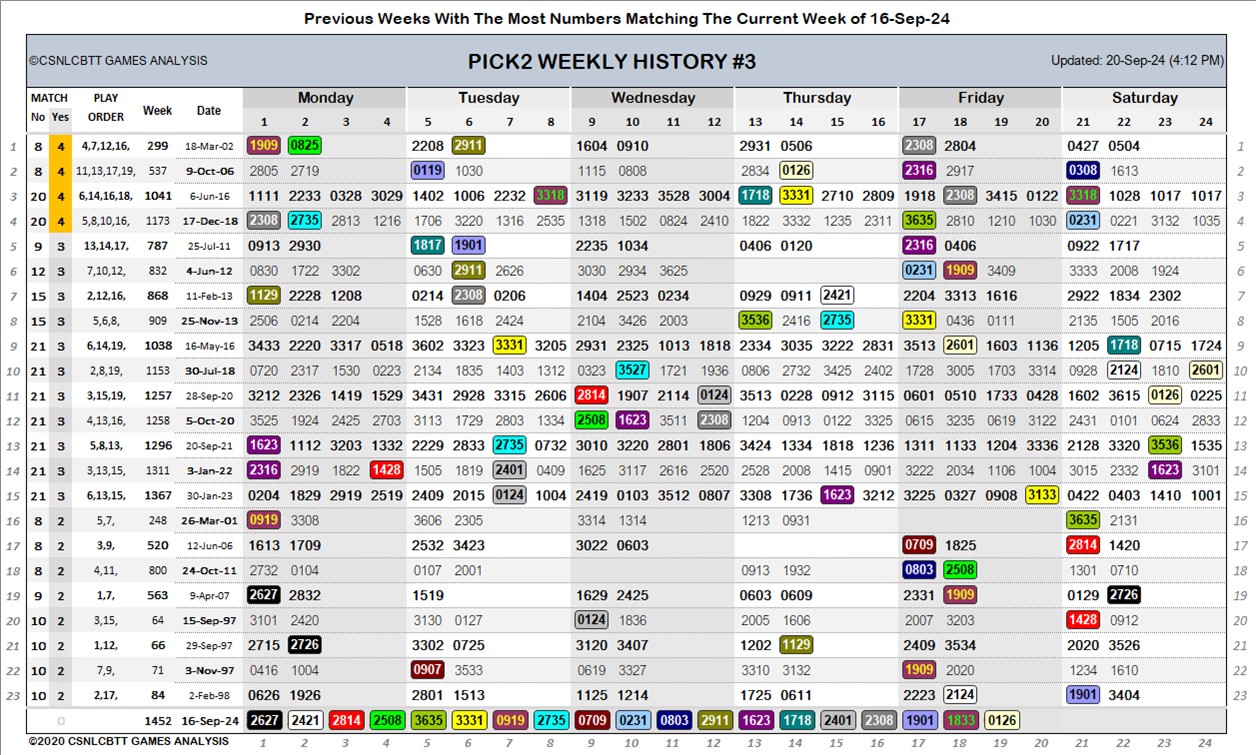 Previous Weeks With The Most Numbers Matching The Current Week of 16-Sep-24
©CSNLCBTT GAMES ANALYSIS PICK2 WEEKLY HISTORY #3 Updated: 20-Sep-24 (4:12 PM)
MATCH PLAY Week Date Monday Tuesday Wednesday Thursday Friday Saturday
No Yes ORDER 1 2 3 4 5 6 7 8 9 10 11 12 13 14 15 16 17 18 19 20 21 22 23 24
1 8 4 4,7,12,16, 299 18-Mar-02 1909 0825 2208 2911 1604 0910 2931 0506 2308 2804 0427 0504 1
2 8 4 11,13,17,19, 537 9-Oct-06 2805 2719 0119 1030 1115 0808 2834 0126 2316 2917 0308 1613 2
3 20 4 6,14,16,18, 1041 6-Jun-16 1111 2233 0328 3029 1402 1006 2232 3318 3119 3233 3528 3004 1718 3331 2710 2809 1918 2308 3415 0122 3318 1028 1017 1017 3
4 20 4 5,8,10,16, 1173 17-Dec-18 2308 2735 2813 1216 1706 3220 1316 2535 1318 1502 0824 2410 1822 3332 1235 2311 3635 2810 1210 1030 0231 0221 3132 1035 4
5 9 3 13,14,17, 787 25-Jul-11 0913 2930 1817 1901 2235 1034 0406 0120 2316 0406 0922 1717 5
6 12 3 7,10,12, 832 4-Jun-12 0830 1722 3302 0630 2911 2626 3030 2934 3625 0231 1909 3409 3333 2008 1924 6
7 15 3 2,12,16, 868 11-Feb-13 1129 2228 1208 0214 2308 0206 1404 2523 0234 0929 0911 2421 2204 3313 1616 2922 1834 2302 7
8 15 3 5,6,8, 909 25-Nov-13 2506 0214 2204 1528 1618 2424 2104 3426 2003 3536 2416 2735 3331 0436 0111 2135 1505 2016 8
9 21 3 6,14,19, 1038 16-May-16 3433 2220 3317 0518 3602 3323 3331 3205 2931 2325 1013 1818 2334 3035 3222 2831 3513 2601 1603 1136 1205 1718 0715 1724 9
10 21 3 2,8,19, 1153 30-Jul-18 0720 2317 1530 0223 2134 1835 1403 1312 0323 3527 1721 1936 0806 2732 3425 2402 1728 3005 1703 3314 0928 2124 1810 2601 10
11 21 3 3,15,19, 1257 28-Sep-20 3212 2326 1419 1529 3431 2928 3315 2606 2814 1907 2114 0124 3513 0228 0912 3115 0601 0510 1733 0428 1602 3615 0126 0225 11
12 21 3 4,13,16, 1258 5-Oct-20 3525 1924 2705 2703 3113 1729 2803 1334 2508 1623 3511 2308 1204 0913 0122 3325 0615 3235 0619 3122 2431 0101 0624 2833 12
13 21 3 5,8,13, 1296 20-Sep-21 1623 1112 3203 1332 2229 2833 2735 0732 3010 3220 2801 1806 3424 1334 1818 1236 1311 1131 1204 3336 2128 3320 3536 1535 13
14 21 3 3,13,15, 1311 3-Jan-22 2316 2919 1822 1428 1505 1819 2401 0409 1625 3117 2616 2520 2528 2008 1415 0901 3222 2034 1106 1004 3015 2332 1623 3101 14
15 21 3 6,13,15, 1367 30-Jan-23 0204 1829 2919 2519 2409 2015 0124 1004 2419 0103 3512 0807 3308 1736 1623 3212 3225 0327 0908 3133 0422 0403 1410 1001 15
16 8 2 5,7, 248 26-Mar-01 0919 3308 3606 2305 3314 1314 1213 0931 3635 2131 16
17 8 2 3,9, 520 12-Jun-06 1613 1709 2532 3423 3022 0603 0709 1825 2814 1420 17
18 8 2 4,11, 800 24-Oct-11 2732 0104 0107 2001 0913 1932 0803 2508 1301 0710 18
19 9 2 1,7, 563 9-Apr-07 2627 2832 1519 1629 2425 0603 0609 2331 1909 0129 2726 19
20 10 2 3,15, 64 15-Sep-97 3101 2420 3130 0127 0124 1836 2005 1606 2007 3203 1428 0912 20
21 10 2 1,12, 66 29-Sep-97 2715 2726 3302 0725 3120 3407 1202 1129 2409 3534 2020 3526 21
22 10 2 7,9, 71 3-Nov-97 0416 1004 0907 3533 0619 3327 3310 3132 1909 2020 1234 1610 22
23 10 2 2,17, 84 2-Feb-98 0626 1926 2801 1513 1125 1214 1725 0611 2223 2124 1901 3404 23
0 1452 16-Sep-24 2627 2421 2814 2508 3635 3331 0919 2735 0709 0231 0803 2911 1623 1718 2401 2308 1901 1833 0126
©2020 CSNLCBTT GAMES ANALYSIS 1 2 3 4 5 6 7 8 9 10 11 12 13 14 15 16 17 18 19 20 21 22 23 24